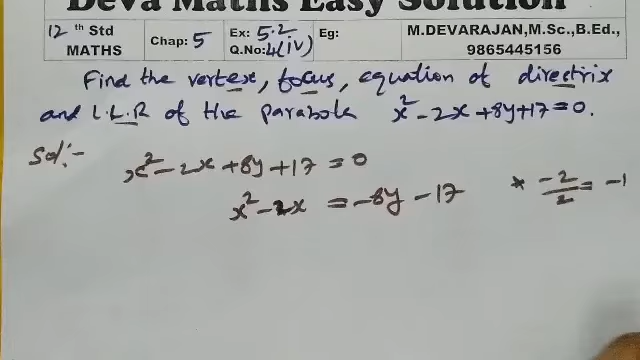 Deva Maths Easy Solution
12 th Std MATHS Chap: 5 Ex: 5.2 Q.No: 4(iv) Eg: M.DEVARAJAN,M.Sc.,B.Ed., 9865445156
Find the vertex, focus, equation of directrix
and L.L.R of the parabola x² - 2x + 8y + 17 = 0.
Sol:- x² - 2x + 8y + 17 = 0
x² - 2x = -8y - 17 * -2/2 = -1